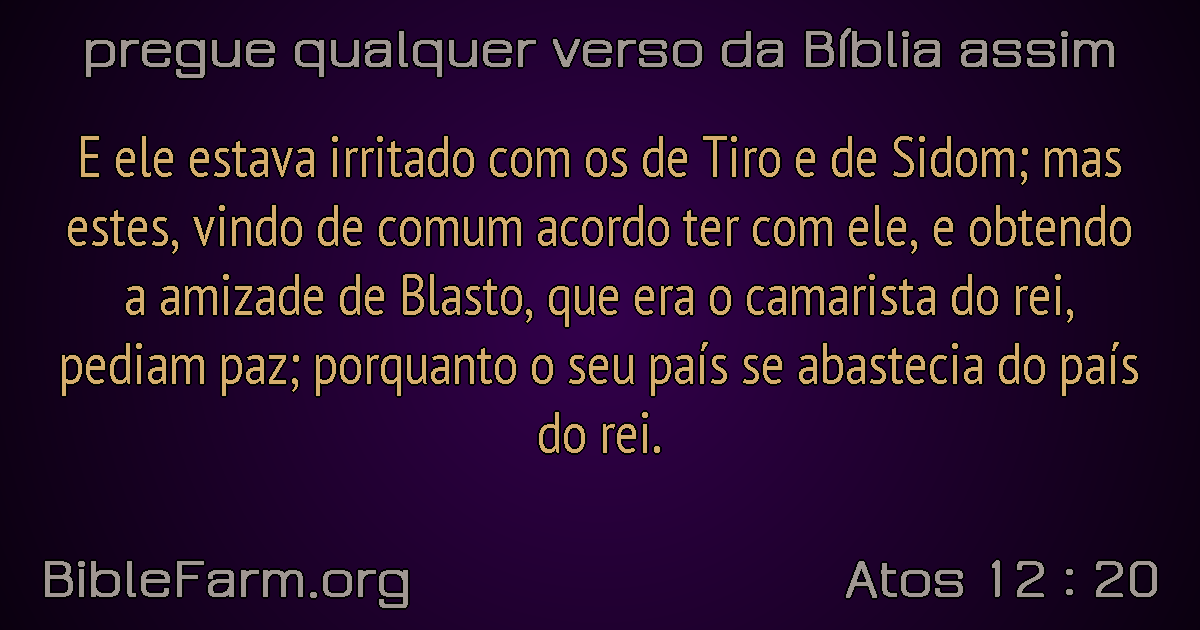 pregue qualquer verso da Bíblia assim
E ele estava irritado com os de Tiro e de Sidom; mas
estes, vindo de comum acordo ter com ele, e obtendo
a amizade de Blasto, que era o camarista do rei,
pediam paz; porquanto o seu país se abastecia do país
do rei.
BibleFarm.org
Atos 12 : 20